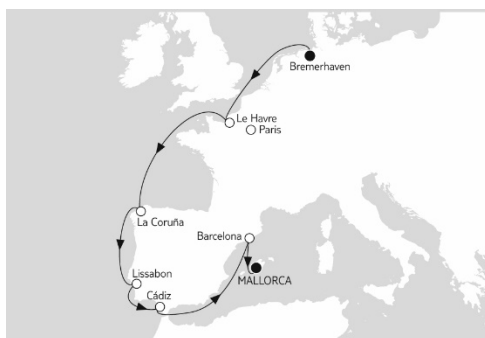 Bremerhaven
Le Havre
Paris
La Coruña
Barcelona
MALLORCA
Lissabon
Cádiz